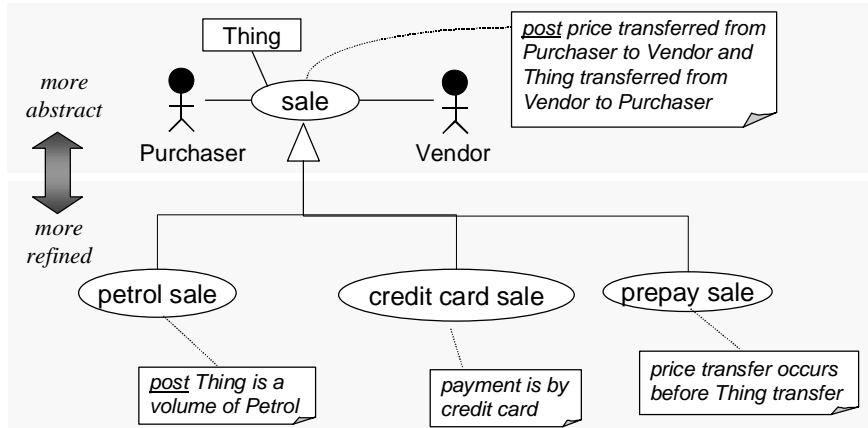 Thing
post price transferred from
Purchaser to Vendor and
Thing transferred from
Vendor to Purchaser
more
abstract
sale
Purchaser
Vendor
more
refined
petrol sale
credit card sale
prepay sale
post Thing is a
volume of Petrol
payment is by
credit card
price transfer occurs
before Thing transfer